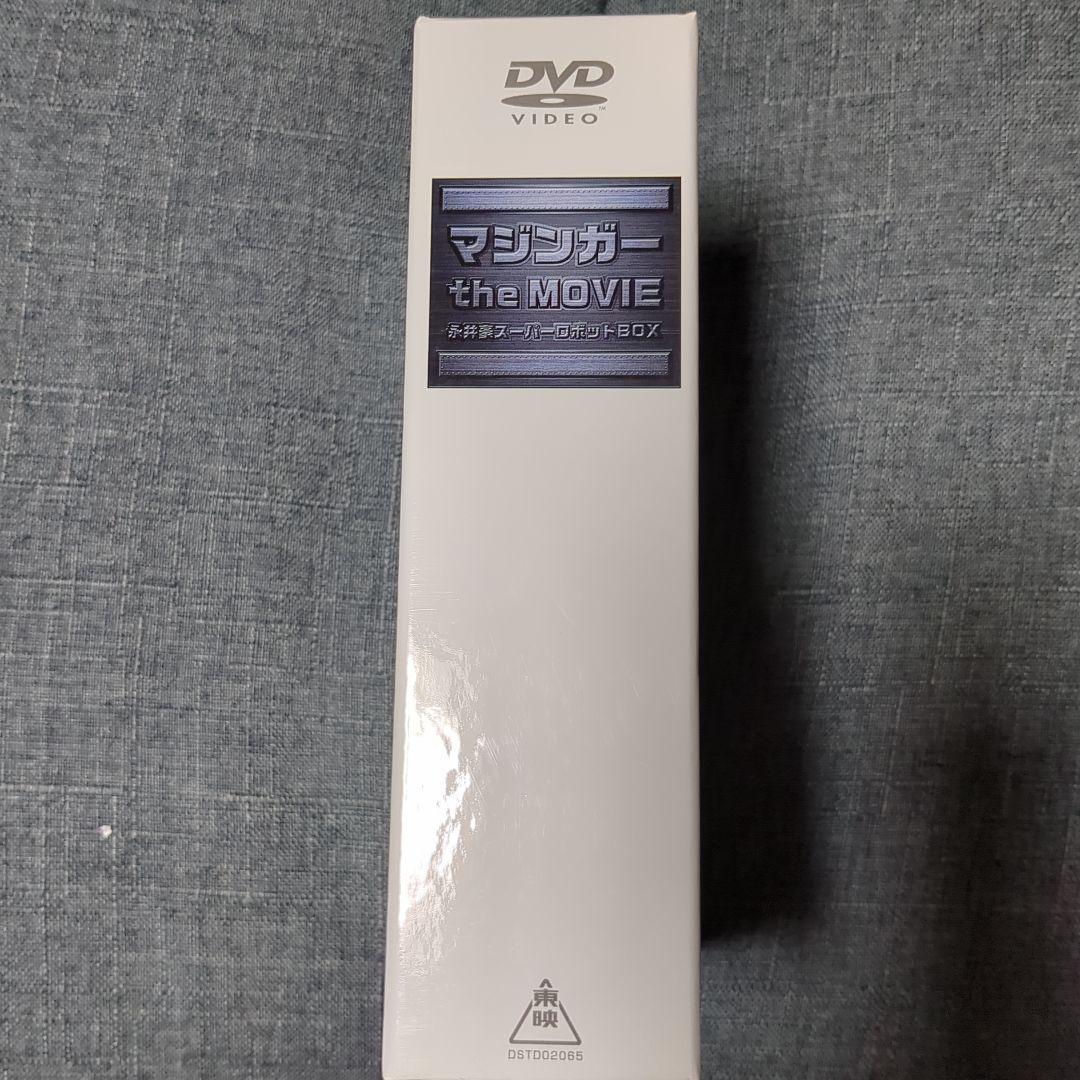 DVD
VIDEO™
マジンガー
the MOVIE
永井豪スーパーロボットBOX
東映
DSTD02065